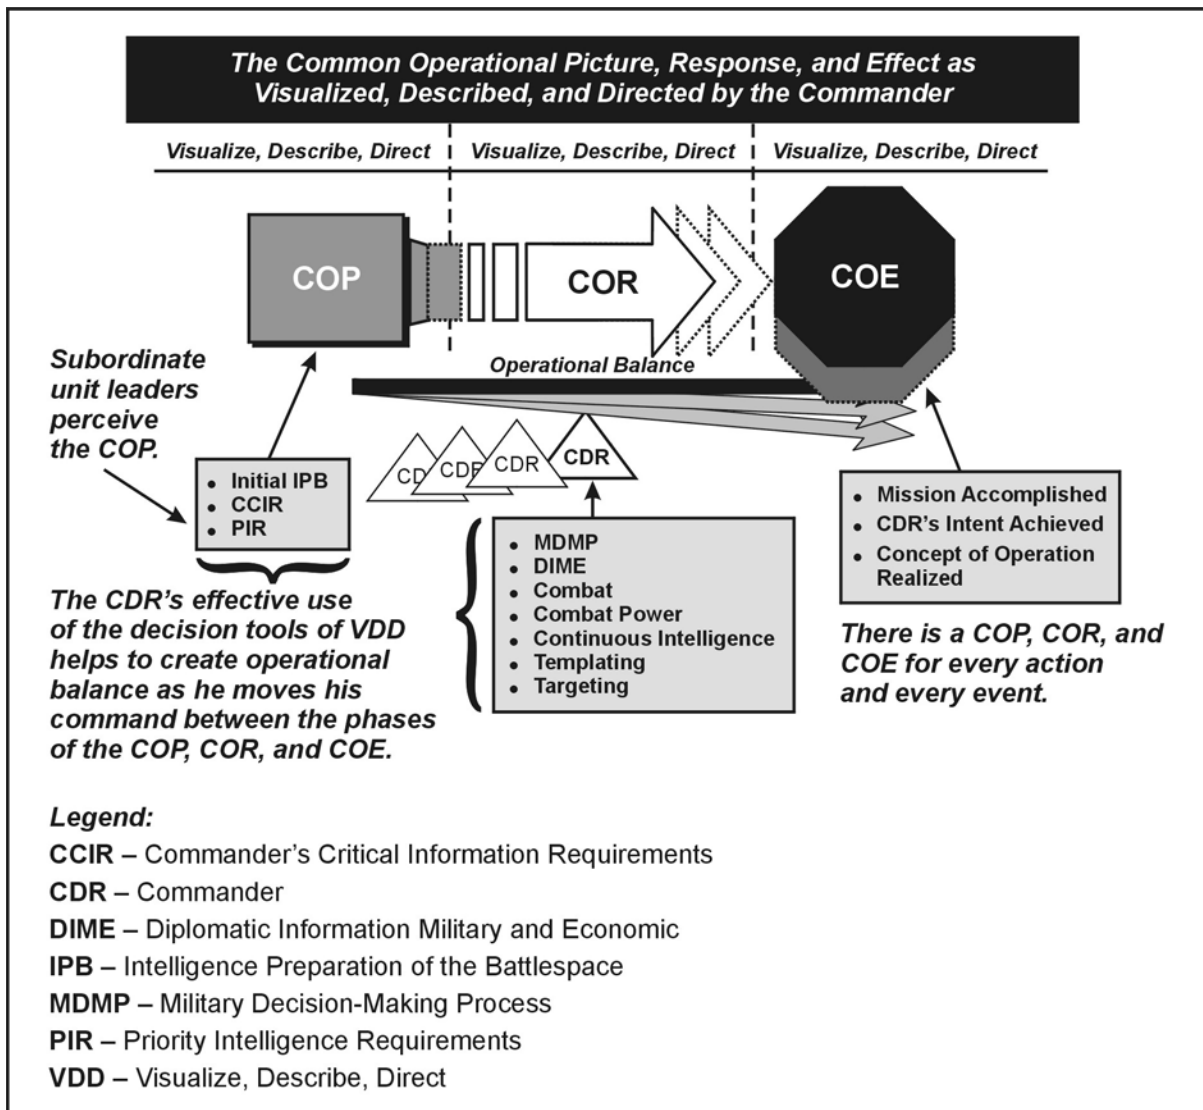 The Common Operational Picture, Response, and Effect as
Visualized, Described, and Directed by the Commander
Visualize, Describe, Direct
Visualize, Describe, Direct
Visualize, Describe, Direct
COP
COR
COE
Operational Balance
Subordinate
unit leaders
perceive
the COP.
CDR
CDR
• Initial IPB
• CCIR
• PIR
• MDMP
• DIME
• Combat
• Combat Power
• Continuous Intelligence
• Templating
• Targeting
• Mission Accomplished
• CDR's Intent Achieved
• Concept of Operation
Realized
The CDR's effective use
of the decision tools of VDD
helps to create operational
balance as he moves his
command between the phases
of the COP, COR, and COE.
There is a COP, COR, and
COE for every action
and every event.
Legend:
CCIR – Commander's Critical Information Requirements
CDR – Commander
DIME – Diplomatic Information Military and Economic
IPB – Intelligence Preparation of the Battlespace
MDMP – Military Decision-Making Process
PIR – Priority Intelligence Requirements
VDD – Visualize, Describe, Direct